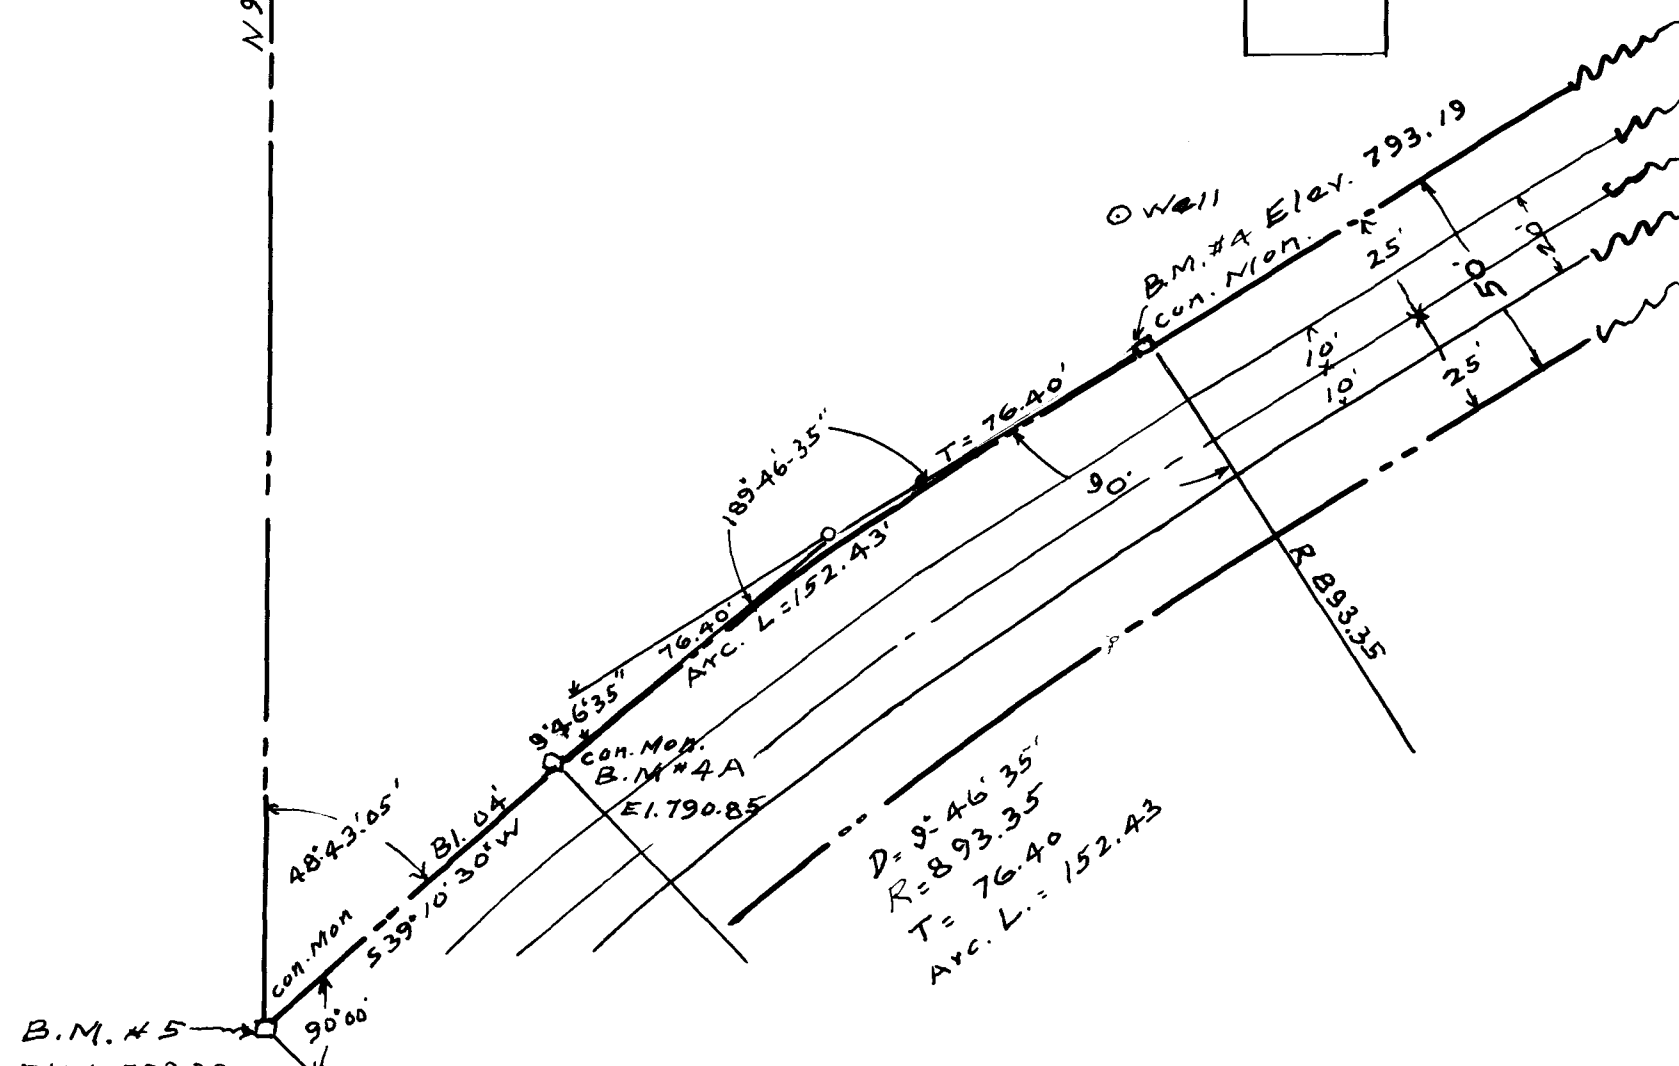 N 9
Well
B.M. #4 Elev. 793.19
Con. Mon.
25'
20'
50'
10'
10'
25'
T = 76.40'
189°46'-35"
90°
Arc. L = 152.43'
R 893.35
76.40'
9°46'35"
Con. Mon.
B.M #4A
El. 790.85
81.04'
S39°10'30"W
48°43'.05'
Con. Mon
90°00'
B.M. #5
D = 9°-46' 35'
R = 893.35
T = 76.40
Arc. L. = 152.43